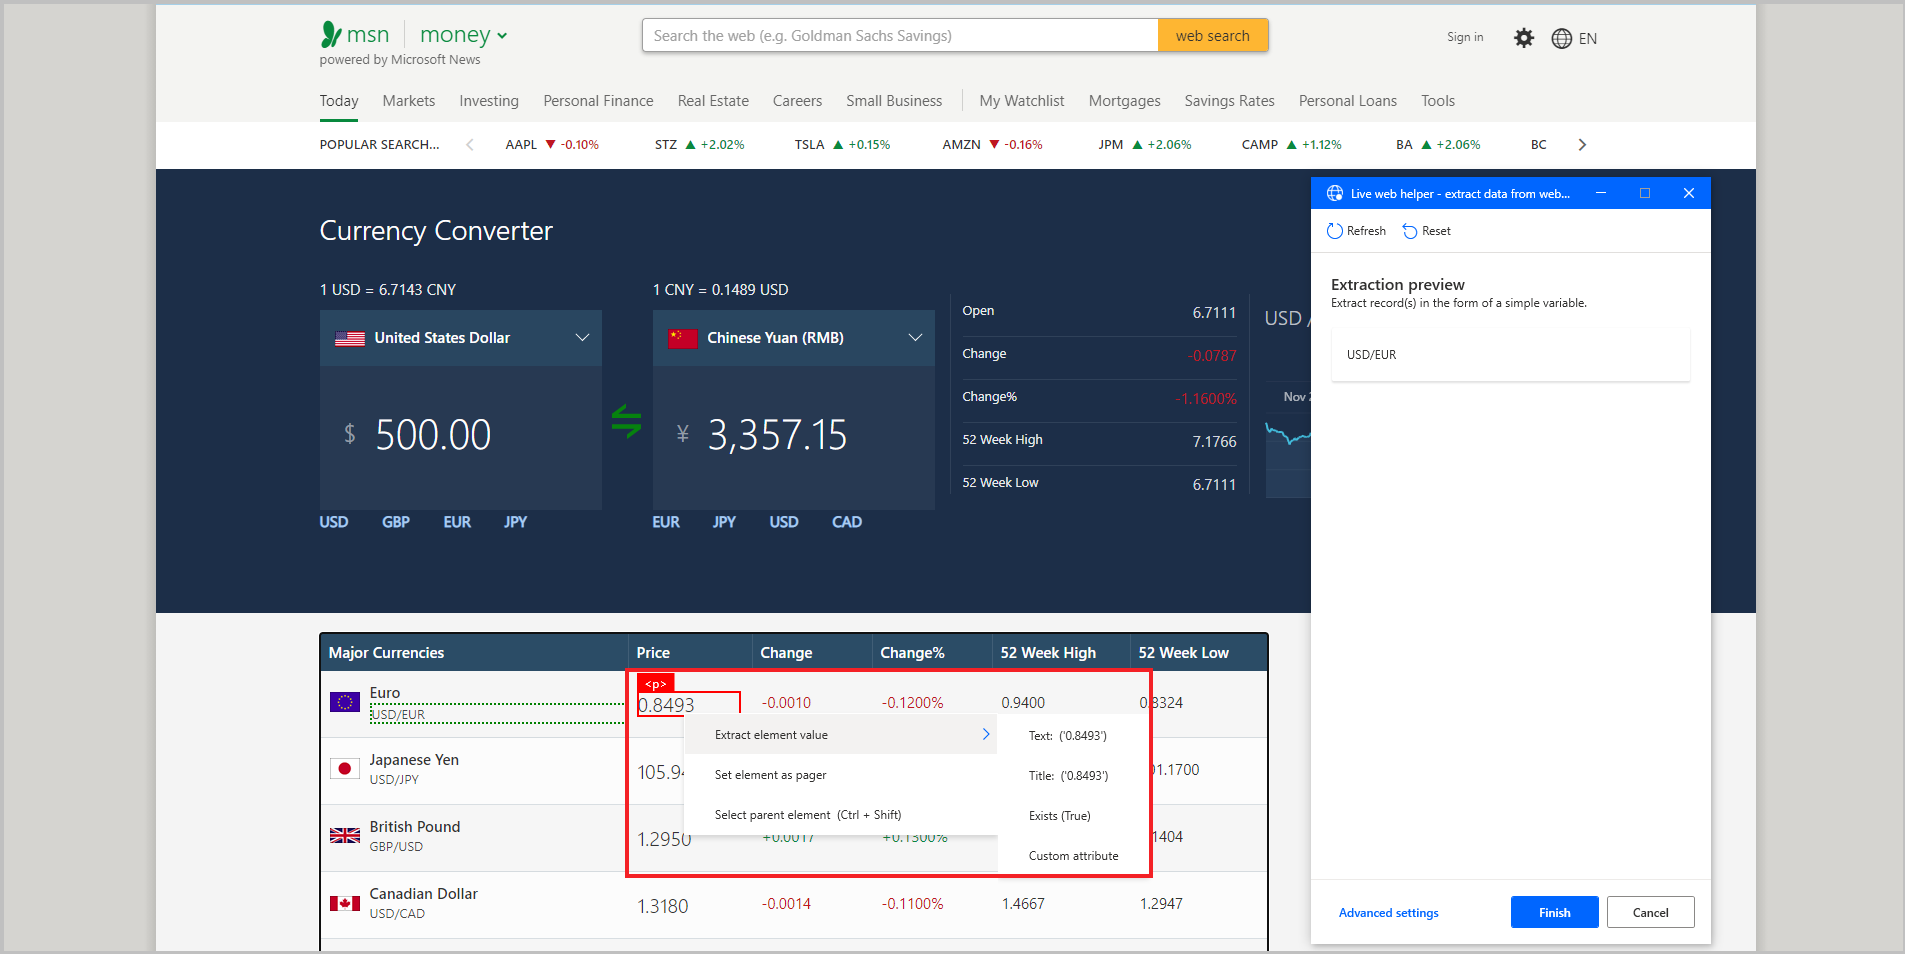 msn money
powered by Microsoft News
Search the web (e.g. Goldman Sachs Savings)
web search
Sign in
EN
Today Markets Investing Personal Finance Real Estate Careers Small Business My Watchlist Mortgages Savings Rates Personal Loans Tools
POPULAR SEARCH... AAPL ▼ -0.10% STZ ▲ +2.02% TSLA ▲ +0.15% AMZN ▼ -0.16% JPM ▲ +2.06% CAMP ▲ +1.12% BA ▲ +2.06% BC
Currency Converter
1 USD = 6.7143 CNY
United States Dollar
$ 500.00
USD GBP EUR JPY
1 CNY = 0.1489 USD
Chinese Yuan (RMB)
¥ 3,357.15
EUR JPY USD CAD
Open 6.7111
Change -0.0787
Change% -1.1600%
52 Week High 7.1766
52 Week Low 6.7111
USD /
Nov
Live web helper - extract data from web...
Refresh Reset
Extraction preview
Extract record(s) in the form of a simple variable.
USD/EUR
Advanced settings Finish Cancel
Major Currencies Price Change Change% 52 Week High 52 Week Low
<p>
Euro
USD/EUR
0.8493 -0.0010 -0.1200% 0.9400 0.8324
Japanese Yen
USD/JPY
105.94
1.1700
British Pound
GBP/USD
1.2950 +0.0017 +0.1300% 1404
Canadian Dollar
USD/CAD
1.3180 -0.0014 -0.1100% 1.4667 1.2947
Extract element value
Set element as pager
Select parent element (Ctrl + Shift)
Text: ('0.8493')
Title: ('0.8493')
Exists (True)
Custom attribute